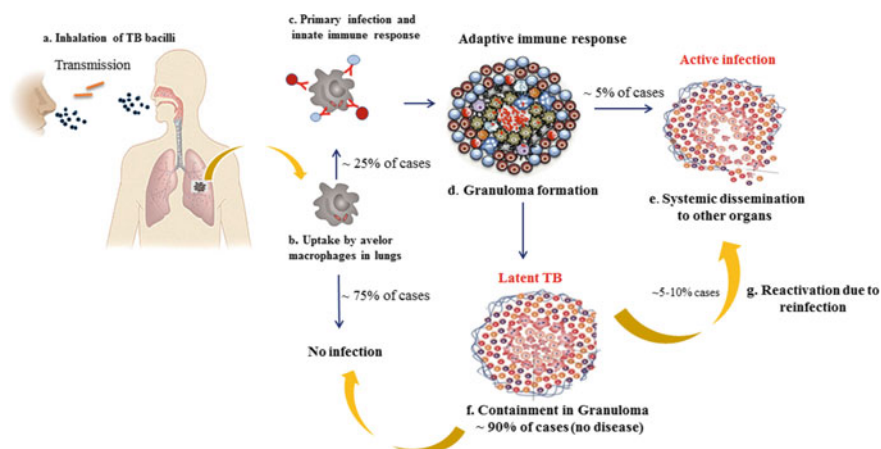 a. Inhalation of TB bacilli
Transmission
c. Primary infection and
innate immune response
~ 25% of cases
b. Uptake by avelor
macrophages in lungs
~ 75% of cases
No infection
Adaptive immune response
d. Granuloma formation
~ 5% of cases
Active infection
e. Systemic dissemination
to other organs
Latent TB
f. Containment in Granuloma
~ 90% of cases (no disease)
~5-10% cases
g. Reactivation due to
reinfection